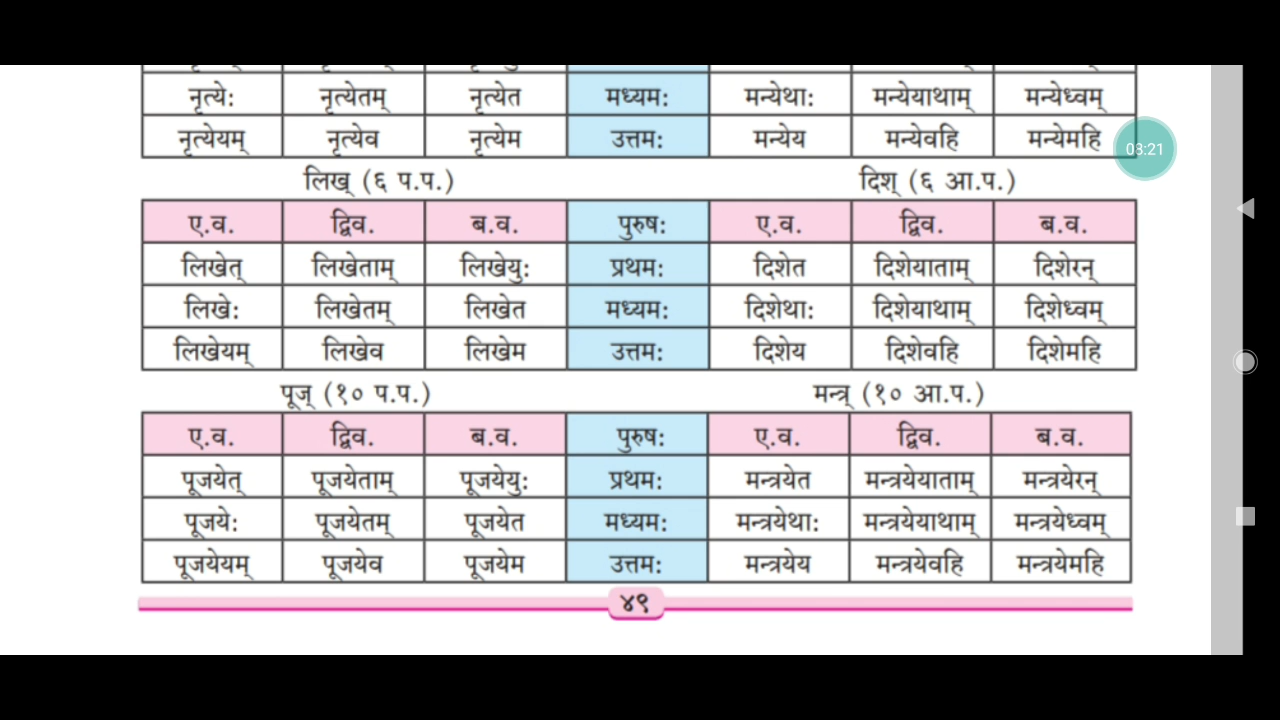 नृत्ये: नृत्येतम् नृत्येत मध्यम: मन्येथा: मन्येयाथाम् मन्येध्वम्
नृत्येयम् नृत्येव नृत्येम उत्तम: मन्येय मन्येवहि मन्येमहि
03:21
लिख् (६ प.प.) दिश् (६ आ.प.)
ए.व. द्विव. ब.व. पुरुष: ए.व. द्विव. ब.व.
लिखेत् लिखेताम् लिखेयु: प्रथम: दिशेत दिशेयाताम् दिशेरन्
लिखे: लिखेतम् लिखेत मध्यम: दिशेथा: दिशेयाथाम् दिशेध्वम्
लिखेयम् लिखेव लिखेम उत्तम: दिशेय दिशेवहि दिशेमहि
पूज् (१० प.प.) मन्त्र् (१० आ.प.)
ए.व. द्विव. ब.व. पुरुष: ए.व. द्विव. ब.व.
पूजयेत् पूजयेताम् पूजयेयु: प्रथम: मन्त्रयेत मन्त्रयेयाताम् मन्त्रयेरन्
पूजये: पूजयेतम् पूजयेत मध्यम: मन्त्रयेथा: मन्त्रयेयाथाम् मन्त्रयेध्वम्
पूजयेयम् पूजयेव पूजयेम उत्तम: मन्त्रयेय मन्त्रयेवहि मन्त्रयेमहि
४९